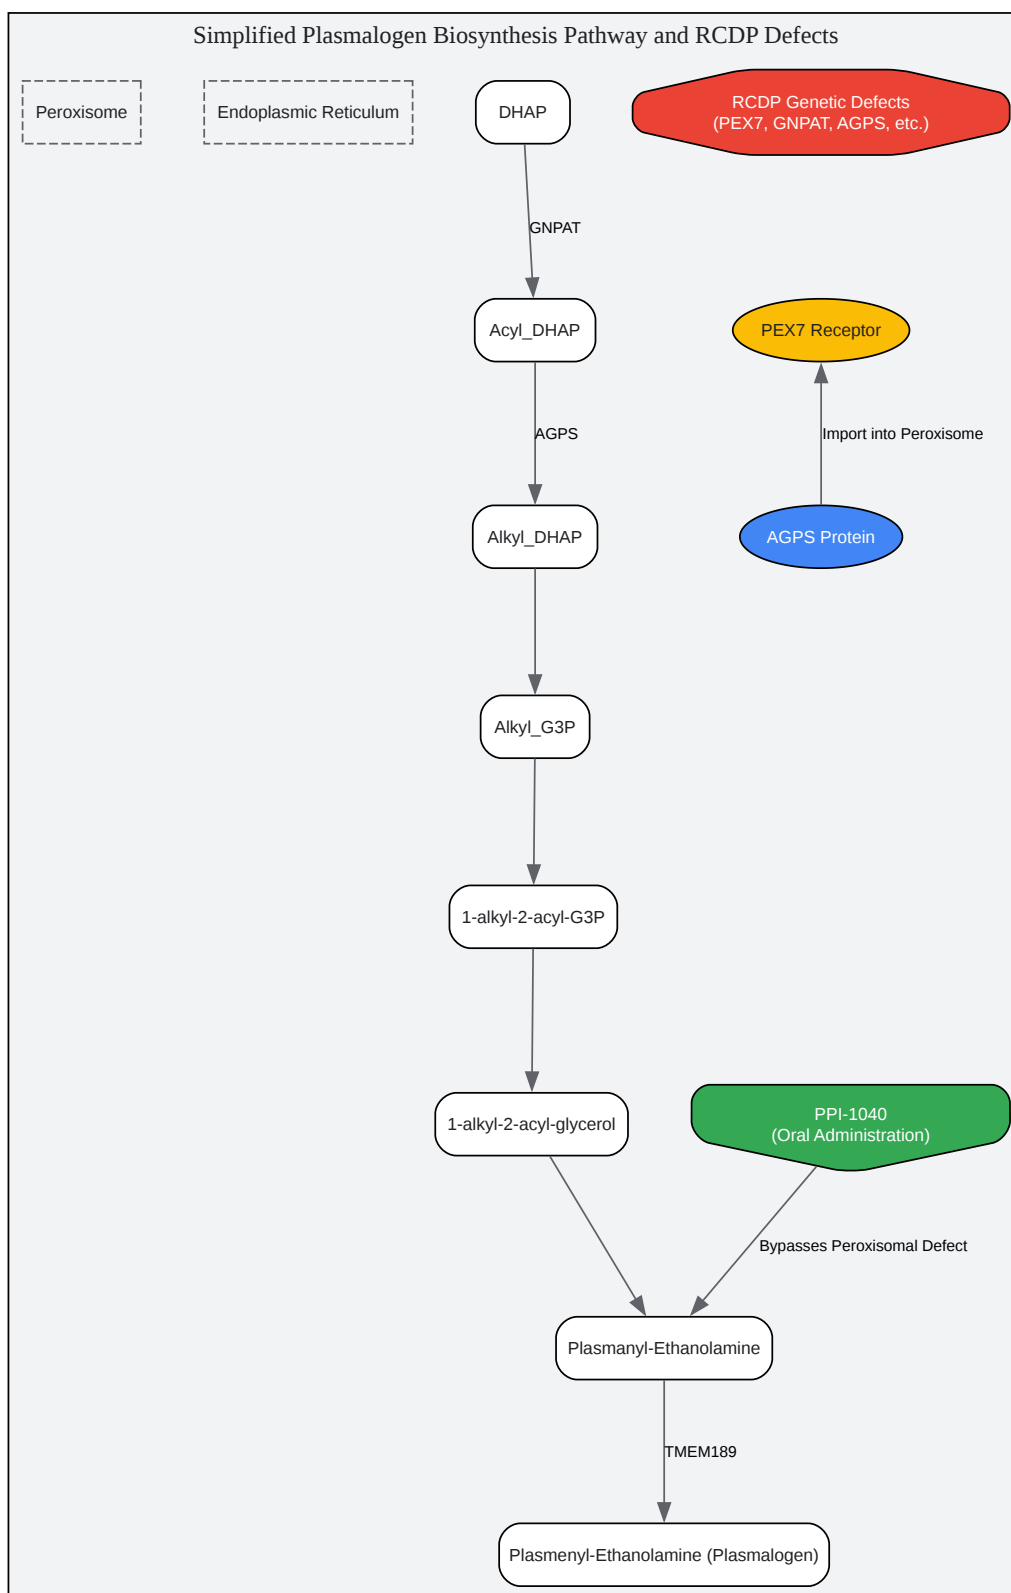 Simplified Plasmalogen Biosynthesis Pathway and RCDP Defects
Peroxisome
Endoplasmic Reticulum
DHAP
RCDP Genetic Defects
(PEX7, GNPAT, AGPS, etc.)
GNPAT
Acyl_DHAP
PEX7 Receptor
AGPS
Import into Peroxisome
Alkyl_DHAP
AGPS Protein
Alkyl_G3P
1-alkyl-2-acyl-G3P
1-alkyl-2-acyl-glycerol
PPI-1040
(Oral Administration)
Bypasses Peroxisomal Defect
Plasmanyl-Ethanolamine
TMEM189
Plasmenyl-Ethanolamine (Plasmalogen)